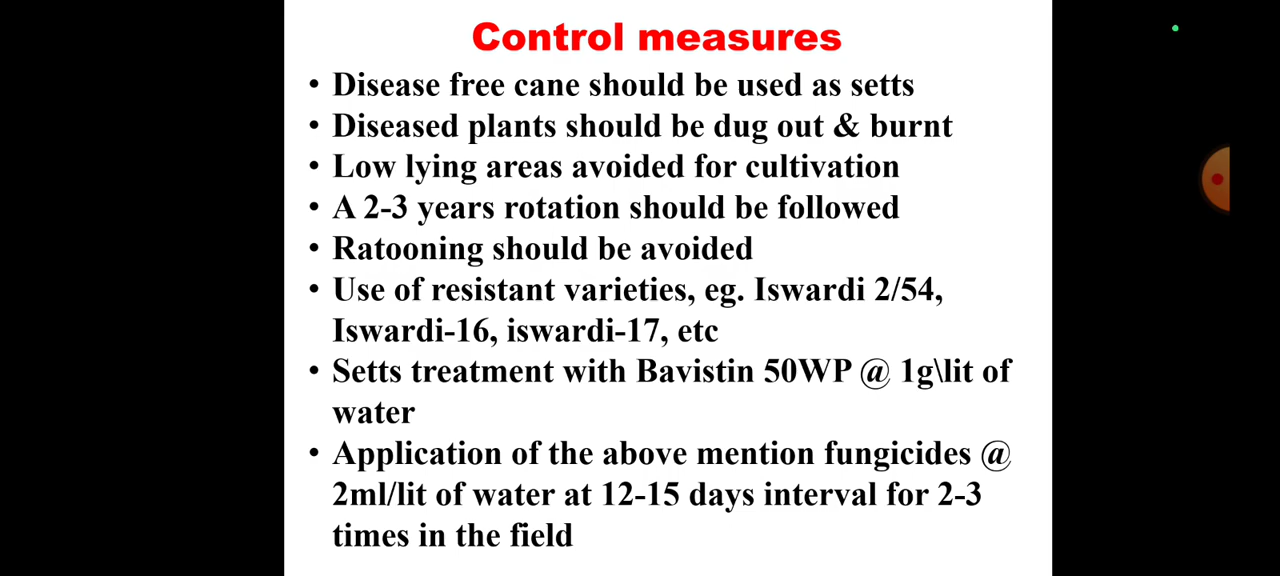 Control measures
• Disease free cane should be used as setts
• Diseased plants should be dug out & burnt
• Low lying areas avoided for cultivation
• A 2-3 years rotation should be followed
• Ratooning should be avoided
• Use of resistant varieties, eg. Iswardi 2/54,
Iswardi-16, iswardi-17, etc
• Setts treatment with Bavistin 50WP @ 1g\lit of
water
• Application of the above mention fungicides @
2ml/lit of water at 12-15 days interval for 2-3
times in the field